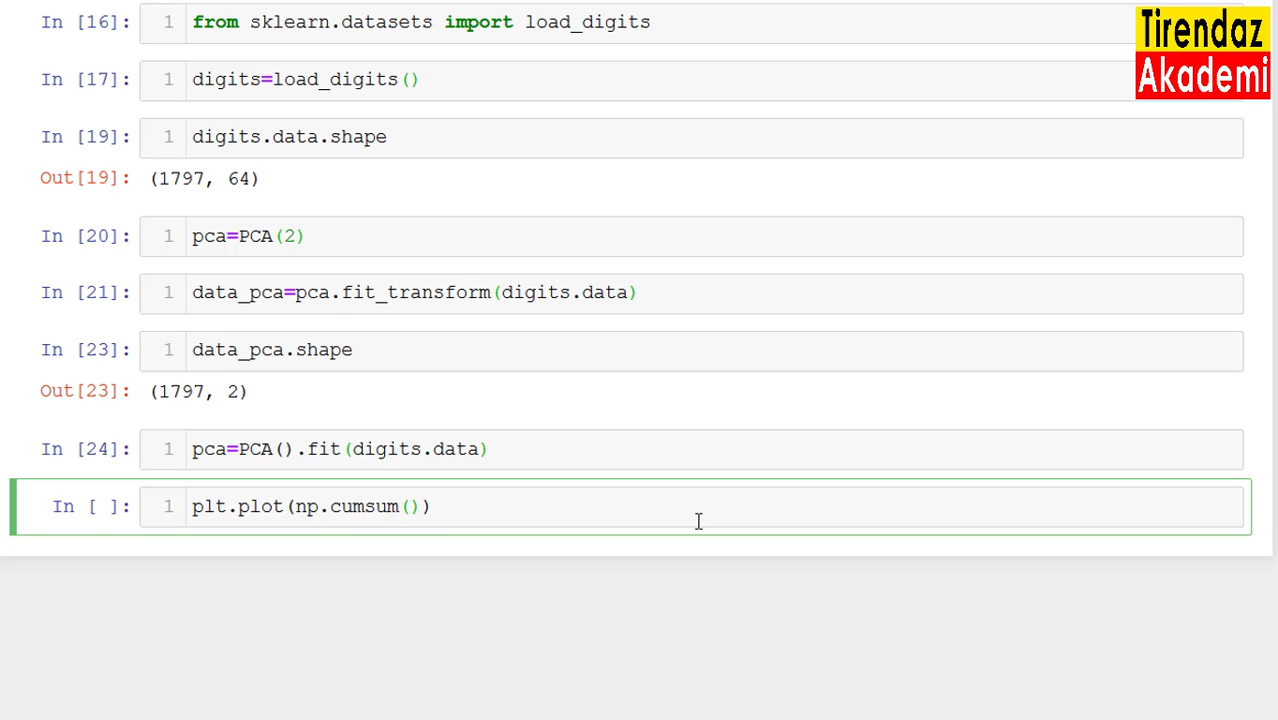 In [16]: 1 from sklearn.datasets import load_digits
Tirendaz
Akademi
In [17]: 1 digits=load_digits()
In [19]: 1 digits.data.shape
Out[19]: (1797, 64)
In [20]: 1 pca=PCA(2)
In [21]: 1 data_pca=pca.fit_transform(digits.data)
In [23]: 1 data_pca.shape
Out[23]: (1797, 2)
In [24]: 1 pca=PCA().fit(digits.data)
In [ ]: 1 plt.plot(np.cumsum())